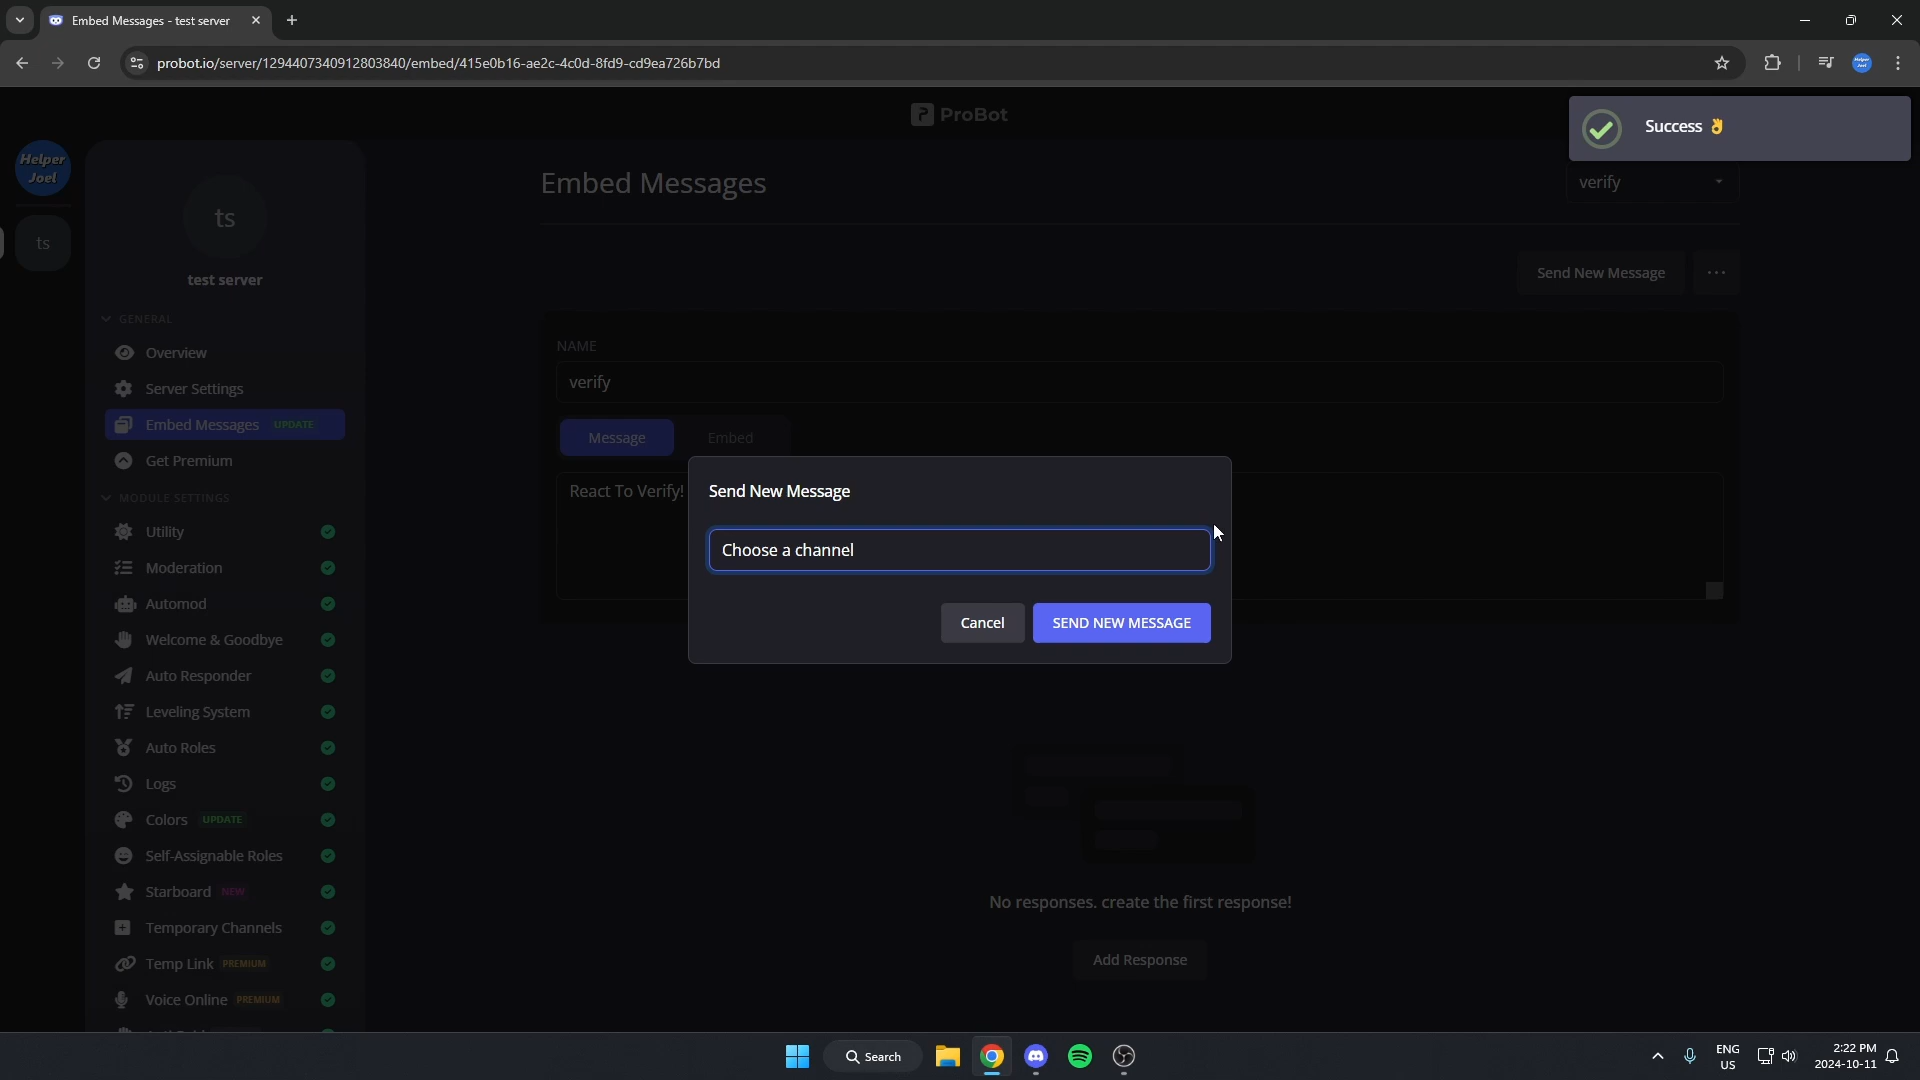 Embed Messages - test server
probot.io/server/1294407340912803840/embed/415e0b16-ae2c-4c0d-8fd9-cd9ea726b7bd
ProBot
Success 👌
Helper
Joel
ts
ts
test server
GENERAL
Overview
Server Settings
Embed Messages UPDATE
Get Premium
MODULE SETTINGS
Utility
Moderation
Automod
Welcome & Goodbye
Auto Responder
Leveling System
Auto Roles
Logs
Colors UPDATE
Self-Assignable Roles
Starboard NEW
Temporary Channels
Temp Link PREMIUM
Voice Online PREMIUM
Embed Messages
verify
Send New Message
NAME
verify
Message Embed
React To Verify!
Send New Message
Choose a channel
Cancel SEND NEW MESSAGE
No responses. create the first response!
Add Response
Search
ENG
US
2:22 PM
2024-10-11